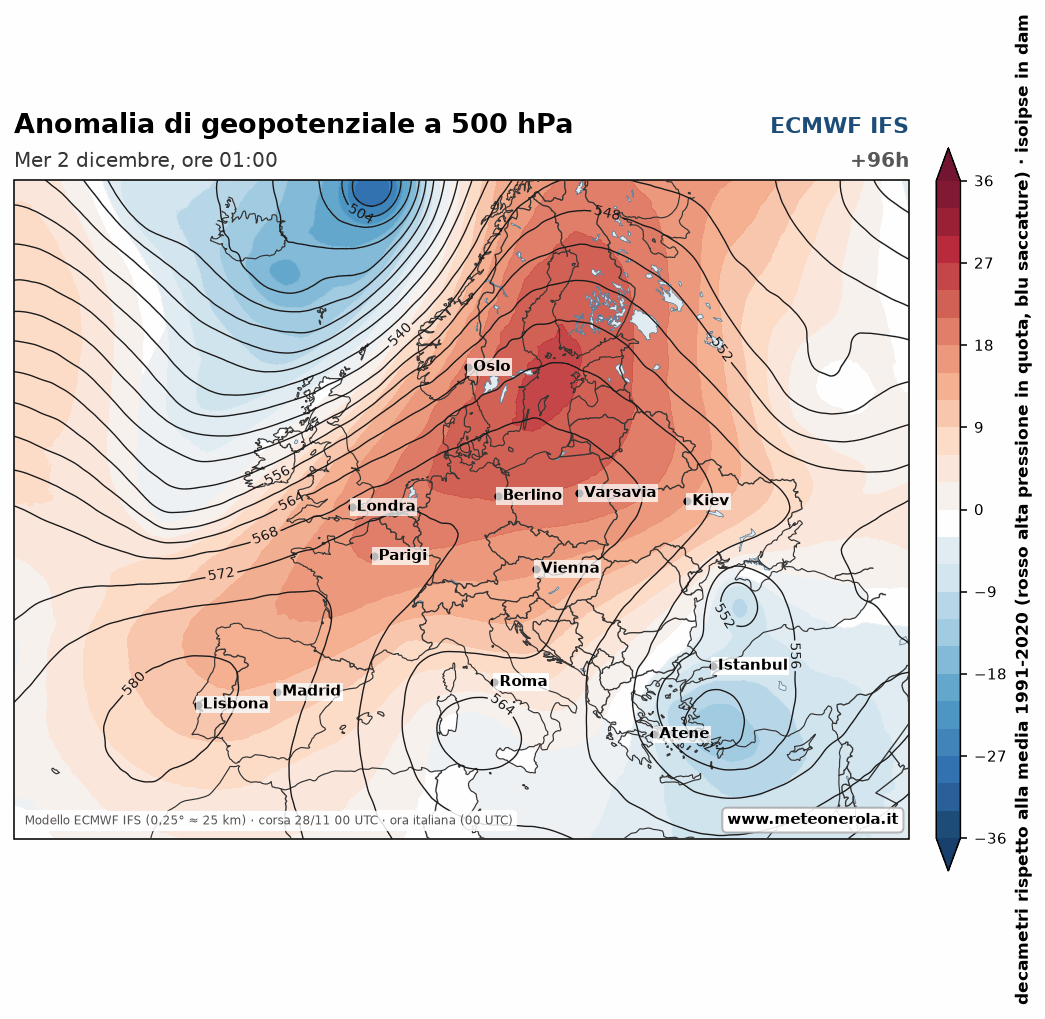 Anomalia di geopotenziale a 500 hPa
ECMWF IFS
Mer 2 dicembre, ore 01:00
+96h
504
548
540
552
Oslo
556
564
568
572
Londra
Berlino
Varsavia
Kiev
Parigi
Vienna
552
556
580
Lisbona
Madrid
Roma
564
Istanbul
Atene
Modello ECMWF IFS (0,25° ≈ 25 km) · corsa 28/11 00 UTC · ora italiana (00 UTC)
www.meteonerola.it
36
27
18
9
0
−9
−18
−27
−36
decametri rispetto alla media 1991-2020 (rosso alta pressione in quota, blu saccature) · isoipse in dam